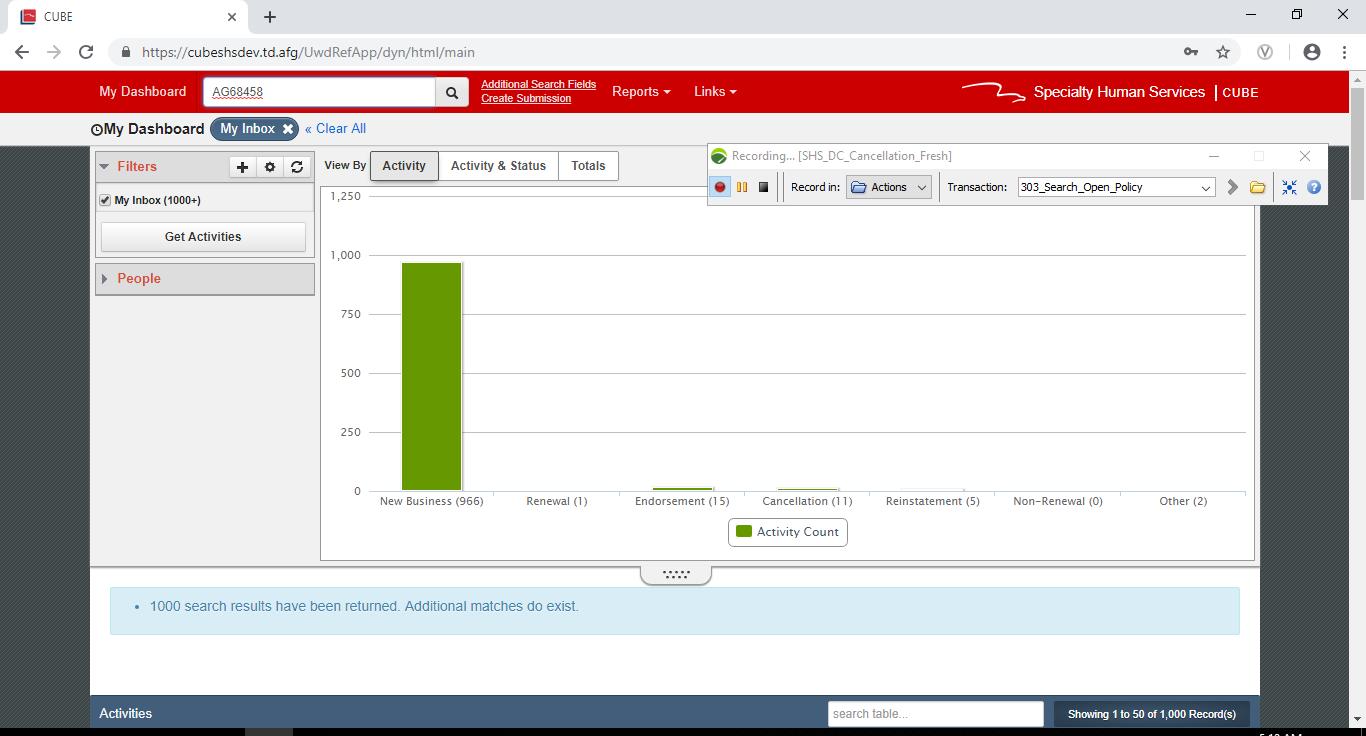 CUBE
https://cubeshsdev.td.afg/UwdRefApp/dyn/html/main
My Dashboard
AG68458
Additional Search Fields
Create Submission
Reports
Links
Specialty Human Services | CUBE
My Dashboard
My Inbox
« Clear All
Recording... [SHS_DC_Cancellation_Fresh]
Record in:
Actions
Transaction:
303_Search_Open_Policy
Filters
My Inbox (1000+)
Get Activities
People
View By
Activity
Activity & Status
Totals
1,250
1,000
750
500
250
0
New Business (966)
Renewal (1)
Endorsement (15)
Cancellation (11)
Reinstatement (5)
Non-Renewal (0)
Other (2)
Activity Count
1000 search results have been returned. Additional matches do exist.
Activities
search table...
Showing 1 to 50 of 1,000 Record(s)